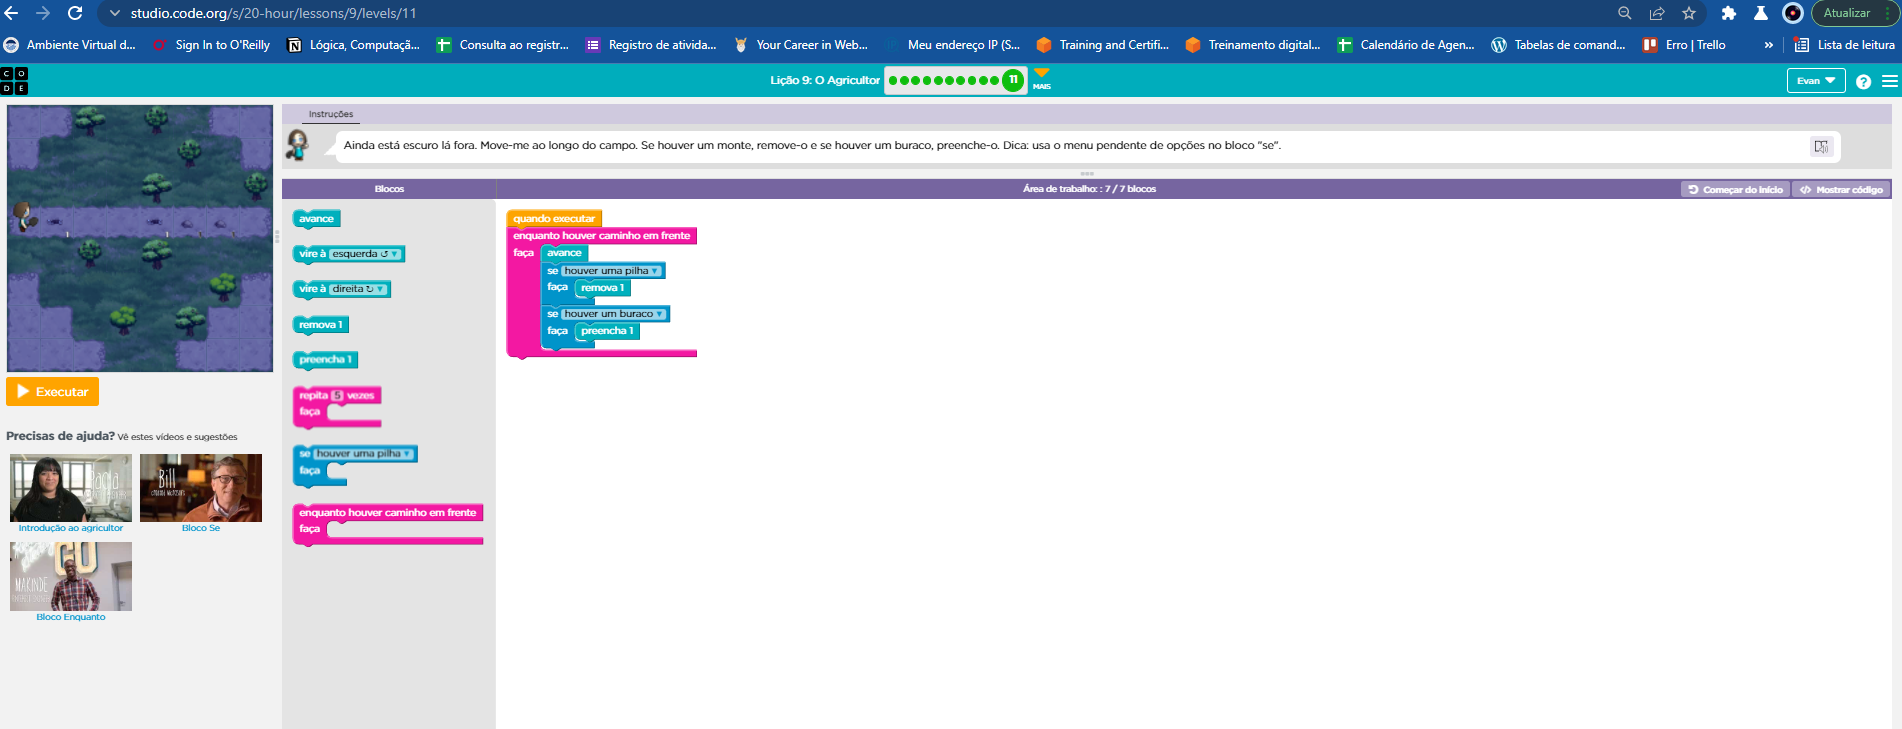 studio.code.org/s/20-hour/lessons/9/levels/11
Atualizar
Ambiente Virtual d...
Sign In to O'Reilly
Lógica, Computaçã...
Consulta ao registr...
Registro de ativida...
Your Career in Web...
Meu endereço IP (S...
Training and Certifi...
Treinamento digital...
Calendário de Agen...
Tabelas de comand...
Erro | Trello
»
Lista de leitura
C O
D E
Lição 9: O Agricultor
11
MAIS
Evan
?
Instruções
Ainda está escuro lá fora. Move-me ao longo do campo. Se houver um monte, remove-o e se houver um buraco, preenche-o. Dica: usa o menu pendente de opções no bloco "se".
Blocos
Área de trabalho: : 7 / 7 blocos
Começar do início
Mostrar código
avance
vire à esquerda ↺
vire à direita ↻
remova 1
preencha 1
repita 5 vezes
faça
se houver uma pilha
faça
enquanto houver caminho em frente
faça
quando executar
enquanto houver caminho em frente
faça
avance
se houver uma pilha
faça
remova 1
se houver um buraco
faça
preencha 1
Executar
Precisas de ajuda? Vê estes vídeos e sugestões
Bill
Introdução ao agricultor
Bloco Se
MAKINDE
Bloco Enquanto